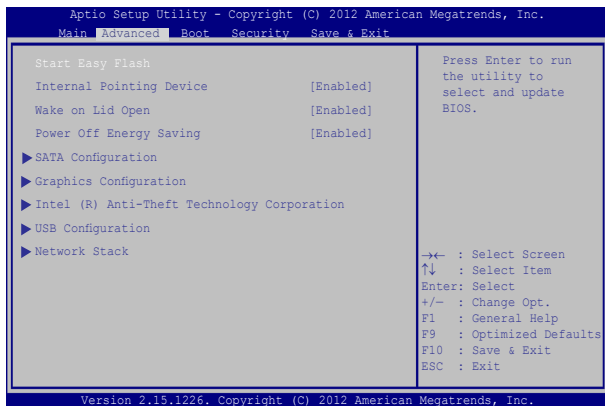 Aptio Setup Utility - Copyright (C) 2012 American Megatrends, Inc.
Main Advanced Boot Security Save & Exit
Start Easy Flash
Internal Pointing Device [Enabled]
Wake on Lid Open [Enabled]
Power Off Energy Saving [Enabled]
SATA Configuration
Graphics Configuration
Intel (R) Anti-Theft Technology Corporation
USB Configuration
Network Stack
Press Enter to run
the utility to
select and update
BIOS.
→← : Select Screen
↑↓ : Select Item
Enter: Select
+/— : Change Opt.
F1 : General Help
F9 : Optimized Defaults
F10 : Save & Exit
ESC : Exit
Version 2.15.1226. Copyright (C) 2012 American Megatrends, Inc.